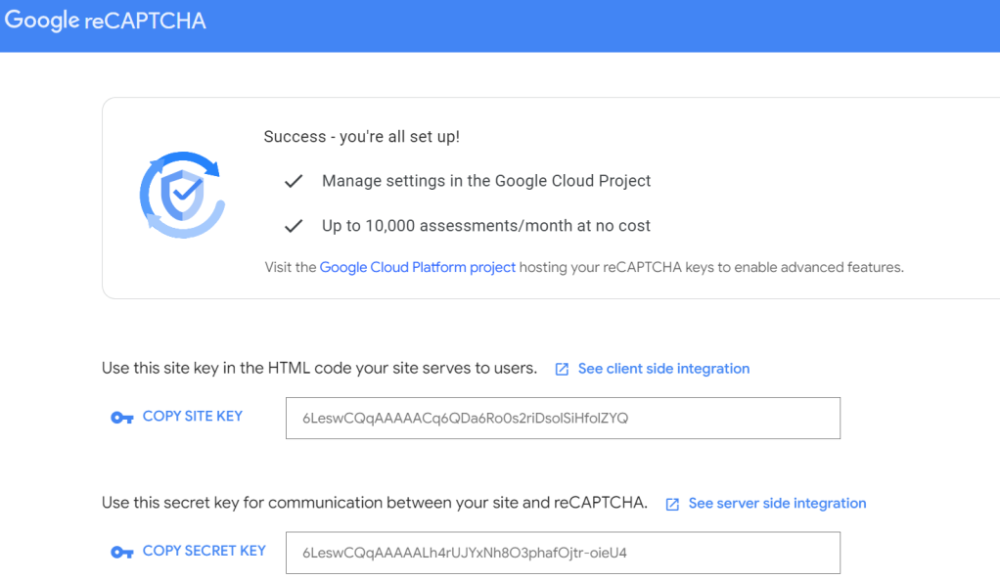 Google reCAPTCHA
Success - you're all set up!
Manage settings in the Google Cloud Project
Up to 10,000 assessments/month at no cost
Visit the Google Cloud Platform project hosting your reCAPTCHA keys to enable advanced features.
Use this site key in the HTML code your site serves to users. See client side integration
COPY SITE KEY 6LeswCQqAAAAACq6QDa6Ro0s2riDsolSiHfolZYQ
Use this secret key for communication between your site and reCAPTCHA. See server side integration
COPY SECRET KEY 6LeswCQqAAAAALh4rUJYxNh8O3phafOjtr-oieU4